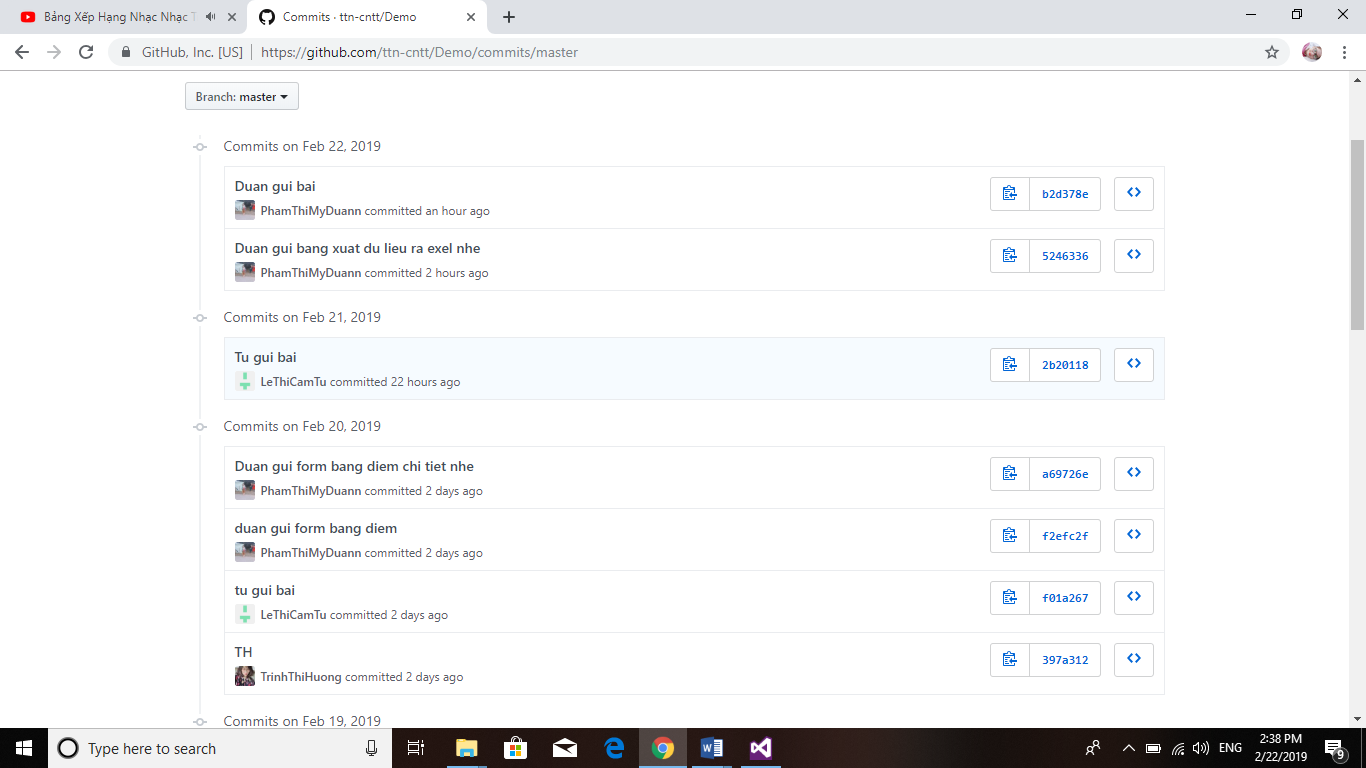 Bảng Xếp Hạng Nhạc Nhạc T
Commits · ttn-cntt/Demo
GitHub, Inc. [US]
https://github.com/ttn-cntt/Demo/commits/master
Branch: master
Commits on Feb 22, 2019
Duan gui bai
b2d378e
PhamThiMyDuann committed an hour ago
Duan gui bang xuat du lieu ra exel nhe
5246336
PhamThiMyDuann committed 2 hours ago
Commits on Feb 21, 2019
Tu gui bai
2b20118
LeThiCamTu committed 22 hours ago
Commits on Feb 20, 2019
Duan gui form bang diem chi tiet nhe
a69726e
PhamThiMyDuann committed 2 days ago
duan gui form bang diem
f2efc2f
PhamThiMyDuann committed 2 days ago
tu gui bai
f01a267
LeThiCamTu committed 2 days ago
TH
397a312
TrinhThiHuong committed 2 days ago
Commits on Feb 19, 2019
Type here to search
ENG
2:38 PM
2/22/2019
9